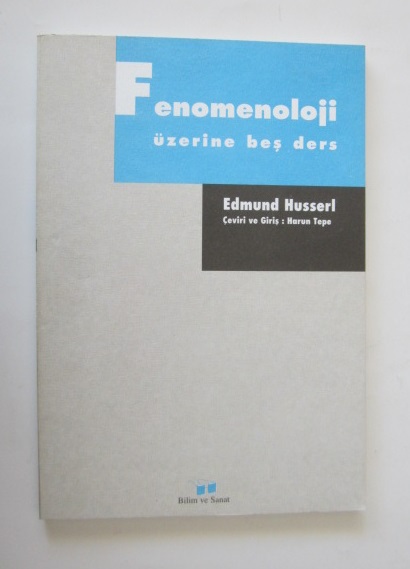 Fenomenoloji
üzerine beş ders
Edmund Husserl
Çeviri ve Giriş : Harun Tepe
Bilim ve Sanat